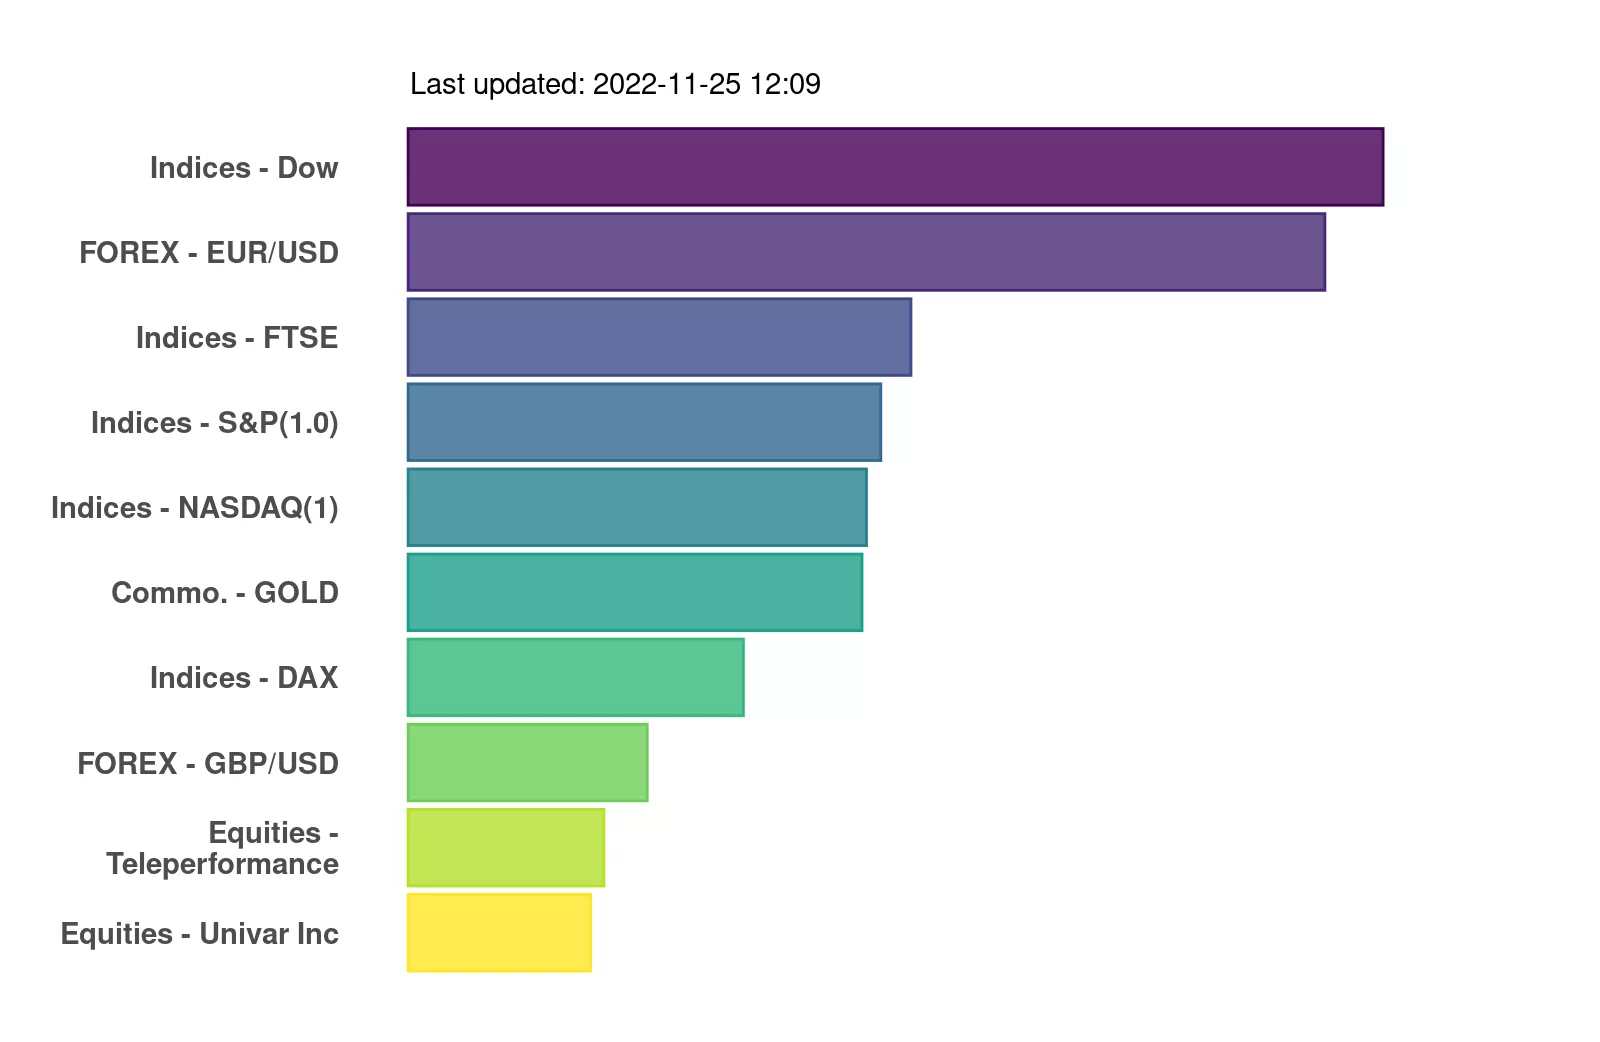 Last updated: 2022-11-25 12:09
Indices - Dow
FOREX - EUR/USD
Indices - FTSE
Indices - S&P(1.0)
Indices - NASDAQ(1)
Commo. - GOLD
Indices - DAX
FOREX - GBP/USD
Equities -
Teleperformance
Equities - Univar Inc